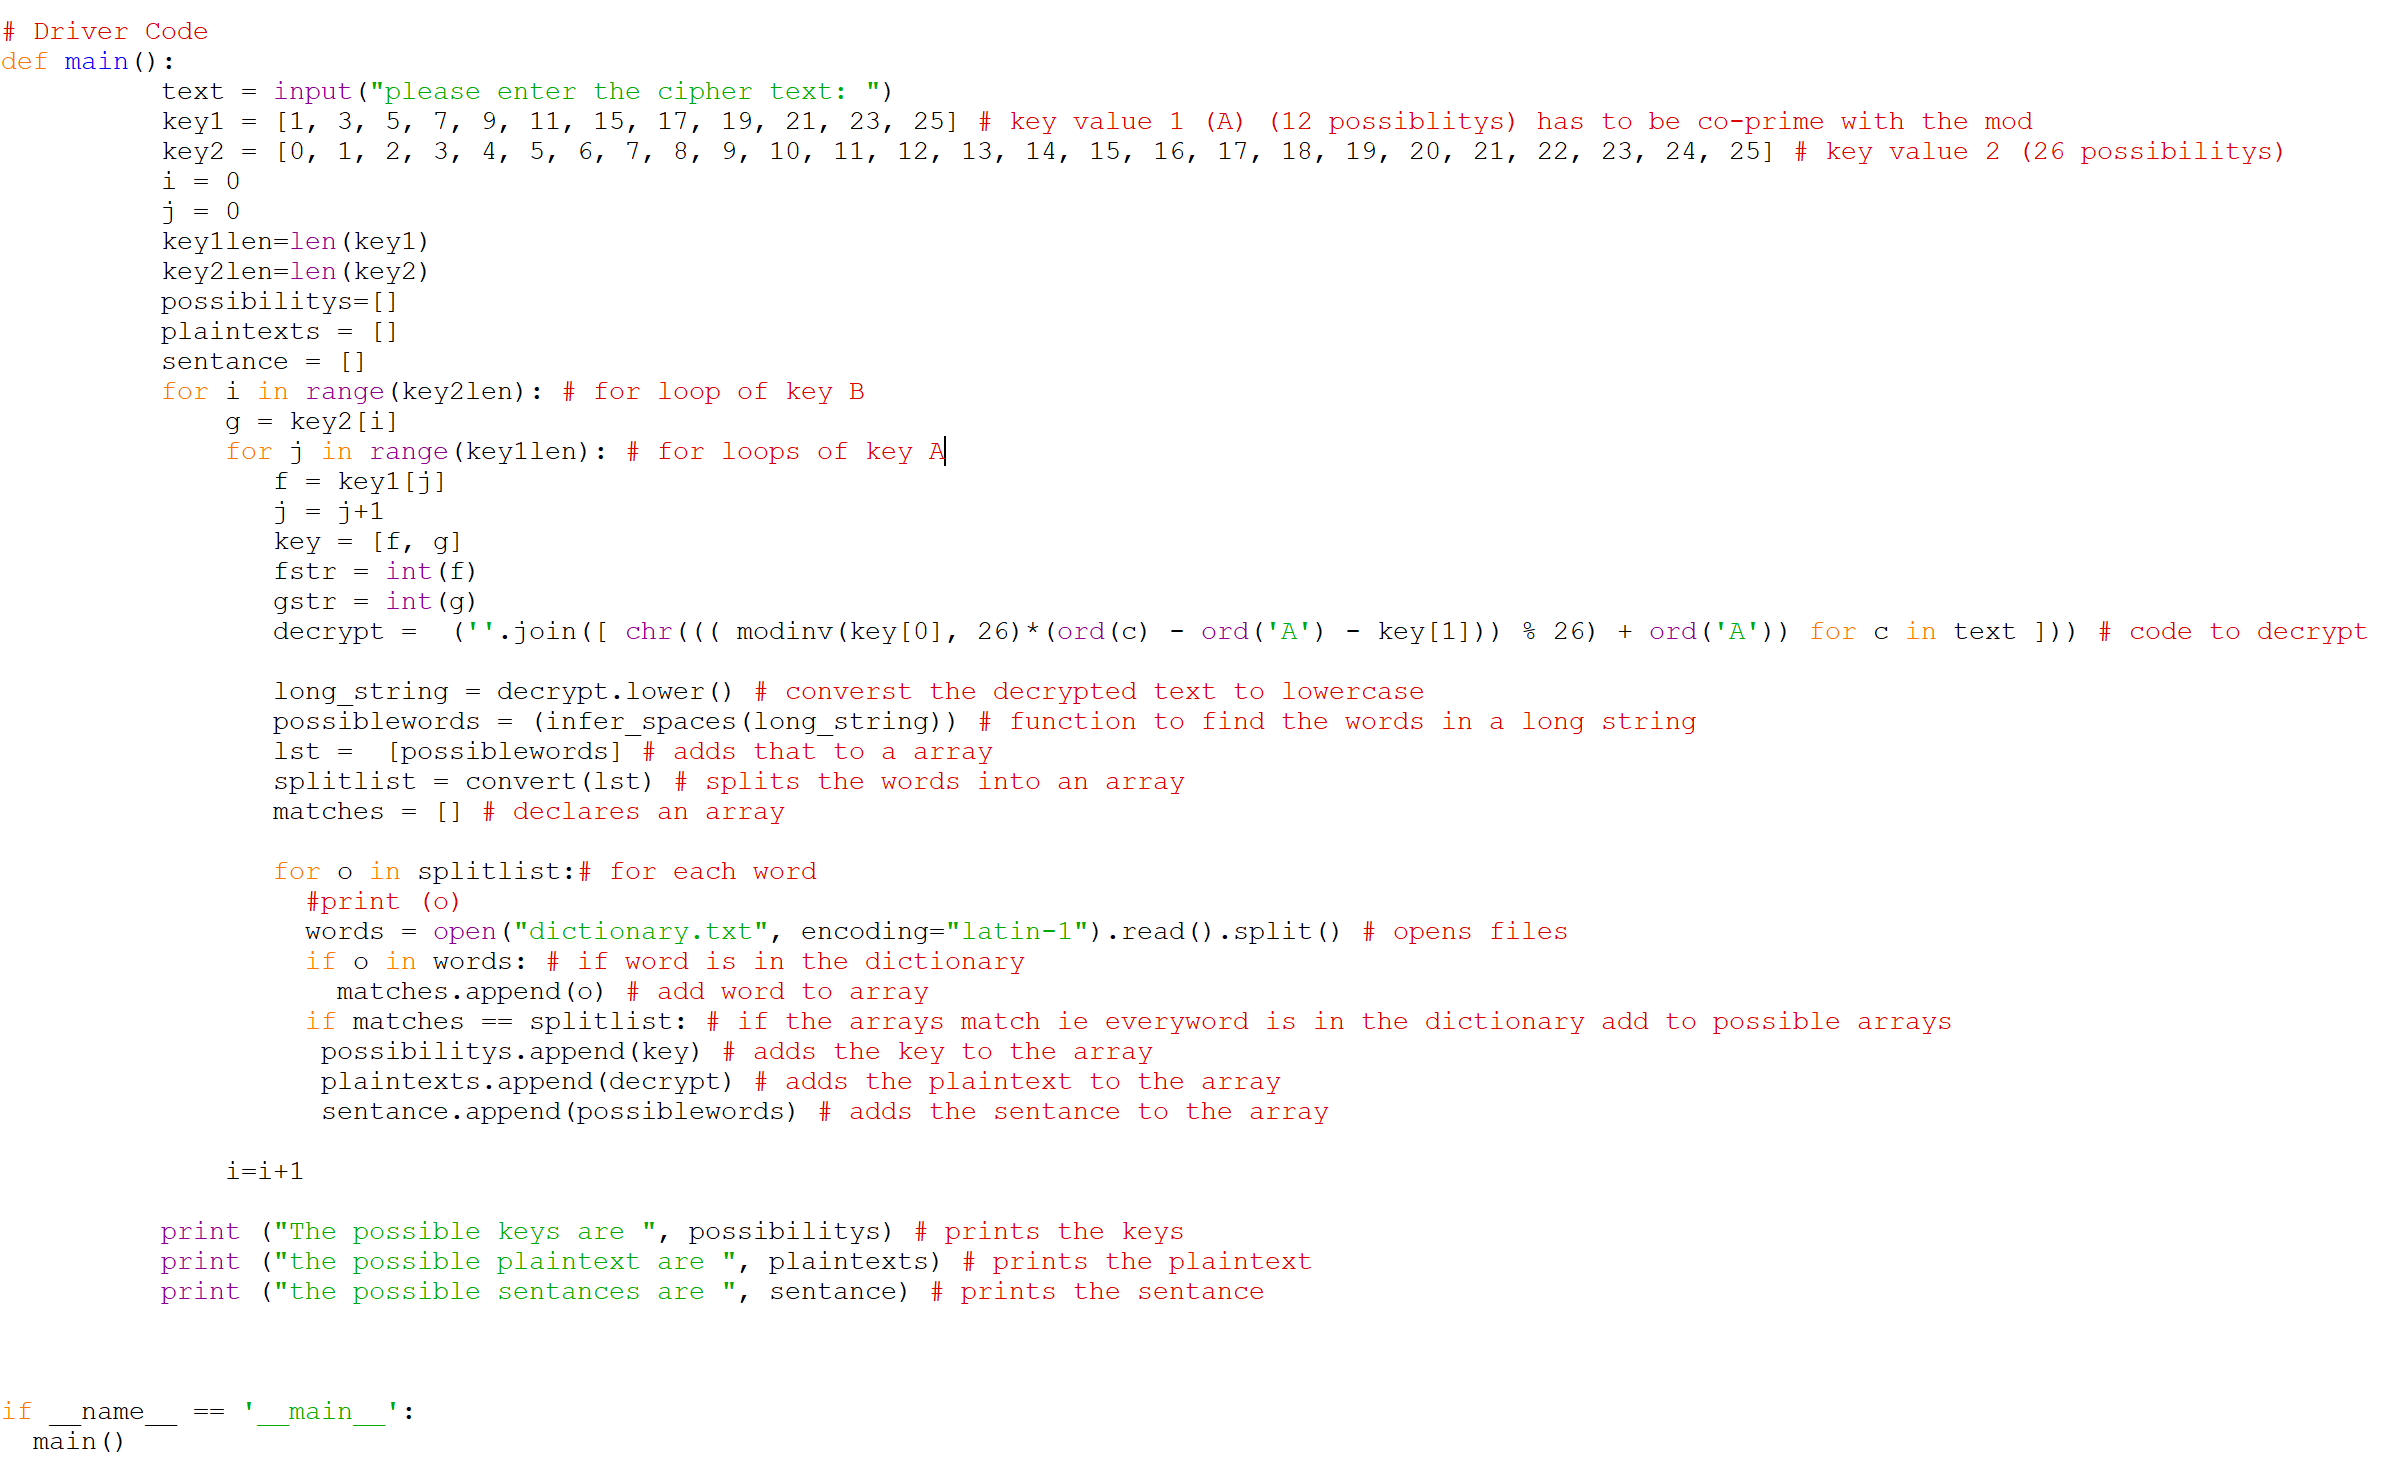 # Driver Code
def main():
          text = input("please enter the cipher text: ")
          key1 = [1, 3, 5, 7, 9, 11, 15, 17, 19, 21, 23, 25] # key value 1 (A) (12 possiblitys) has to be co-prime with the mod
          key2 = [0, 1, 2, 3, 4, 5, 6, 7, 8, 9, 10, 11, 12, 13, 14, 15, 16, 17, 18, 19, 20, 21, 22, 23, 24, 25] # key value 2 (26 possibilitys)
          i = 0
          j = 0
          key1len=len(key1)
          key2len=len(key2)
          possibilitys=[]
          plaintexts = []
          sentance = []
          for i in range(key2len): # for loop of key B
              g = key2[i]
              for j in range(key1len): # for loops of key A
                 f = key1[j]
                 j = j+1
                 key = [f, g]
                 fstr = int(f)
                 gstr = int(g)
                 decrypt =  (''.join([ chr((( modinv(key[0], 26)*(ord(c) - ord('A') - key[1])) % 26) + ord('A')) for c in text ])) # code to decrypt
                 long_string = decrypt.lower() # converst the decrypted text to lowercase
                 possiblewords = (infer_spaces(long_string)) # function to find the words in a long string
                 lst =  [possiblewords] # adds that to a array
                 splitlist = convert(lst) # splits the words into an array
                 matches = [] # declares an array
                 for o in splitlist:# for each word
                   #print (o)
                   words = open("dictionary.txt", encoding="latin-1").read().split() # opens files
                   if o in words: # if word is in the dictionary
                     matches.append(o) # add word to array
                   if matches == splitlist: # if the arrays match ie everyword is in the dictionary add to possible arrays
                    possibilitys.append(key) # adds the key to the array
                    plaintexts.append(decrypt) # adds the plaintext to the array
                    sentance.append(possiblewords) # adds the sentance to the array
              i=i+1
          print ("The possible keys are ", possibilitys) # prints the keys
          print ("the possible plaintext are ", plaintexts) # prints the plaintext
          print ("the possible sentances are ", sentance) # prints the sentance
if __name__ == '__main__':
  main()